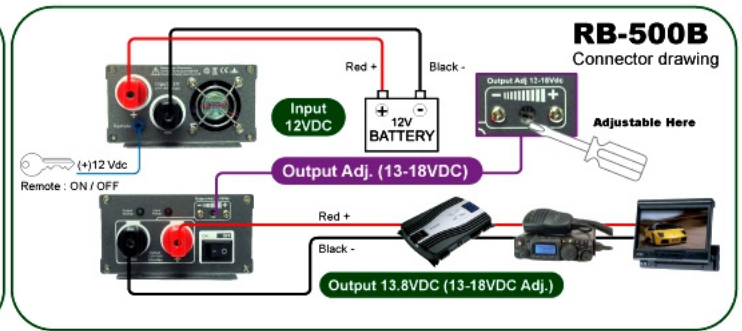 RB-500B
Connector drawing
Red +
Black -
Input
12VDC
+ -
12V
BATTERY
Output Adj 13-18Vdc
- +
Adjustable Here
(+)12 Vdc
Remote : ON / OFF
Output Adj. (13-18VDC)
Red +
Black -
Output 13.8VDC (13-18VDC Adj.)